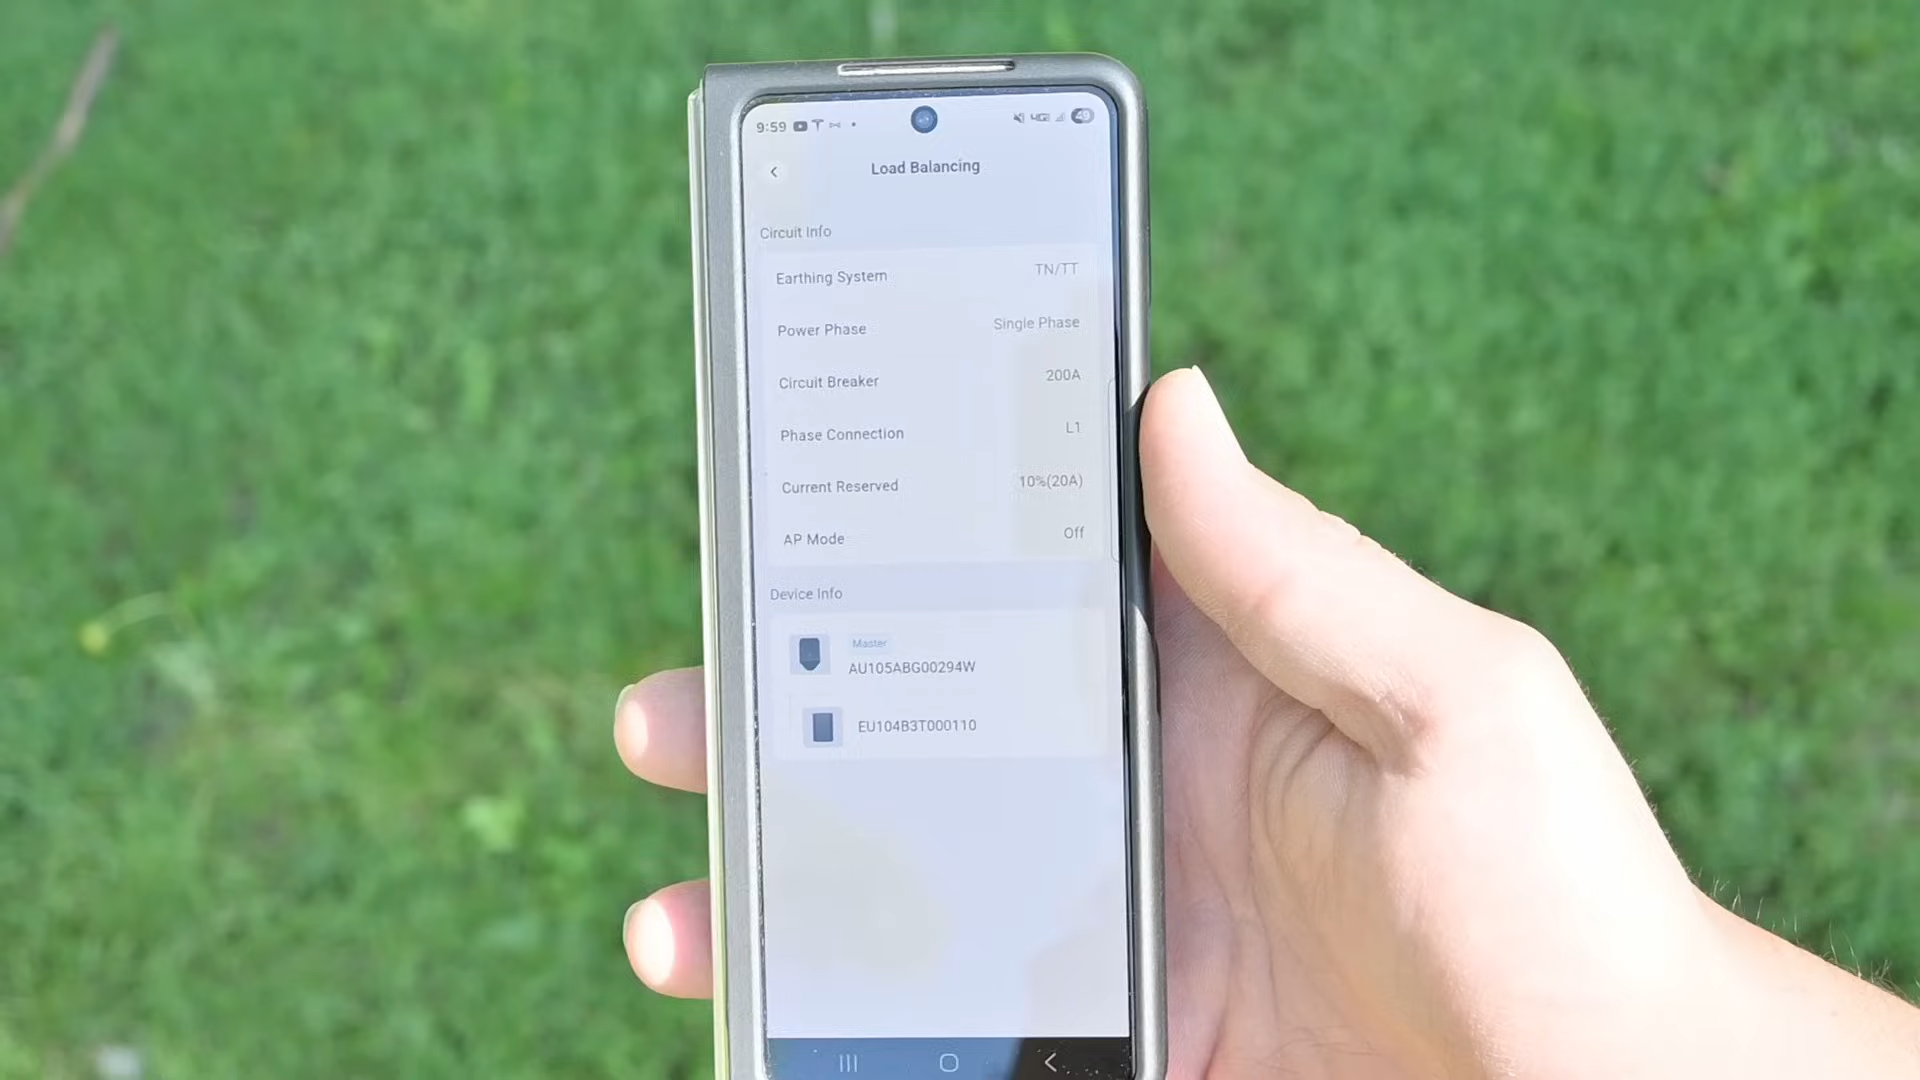 9:59
49
Load Balancing
Circuit Info
Earthing System TN/TT
Power Phase Single Phase
Circuit Breaker 200A
Phase Connection L1
Current Reserved 10%(20A)
AP Mode Off
Device Info
Master
AU105ABG00294W
EU104B3T000110